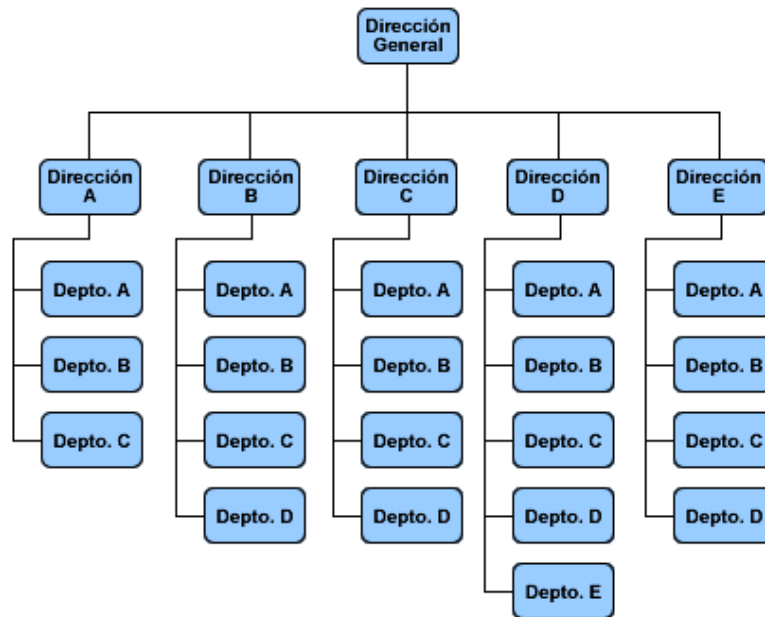 Dirección
General
Dirección
A
Dirección
B
Dirección
C
Dirección
D
Dirección
E
Depto. A
Depto. A
Depto. A
Depto. A
Depto. A
Depto. B
Depto. B
Depto. B
Depto. B
Depto. B
Depto. C
Depto. C
Depto. C
Depto. C
Depto. C
Depto. D
Depto. D
Depto. D
Depto. D
Depto. E